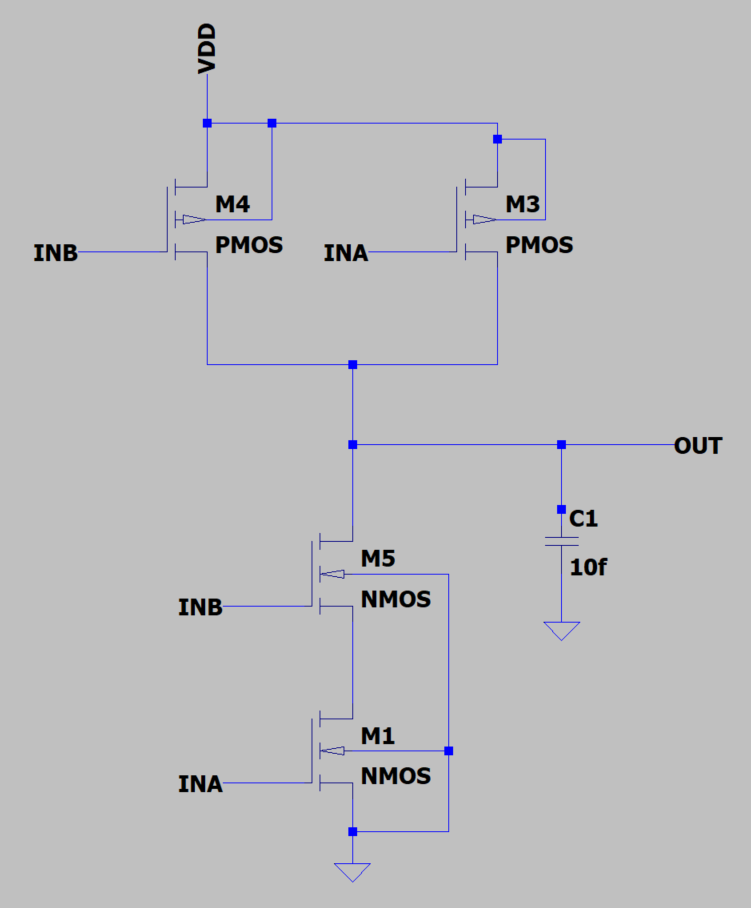 VDD
M4
PMOS
INB
M3
PMOS
INA
OUT
C1
10f
M5
NMOS
INB
M1
NMOS
INA